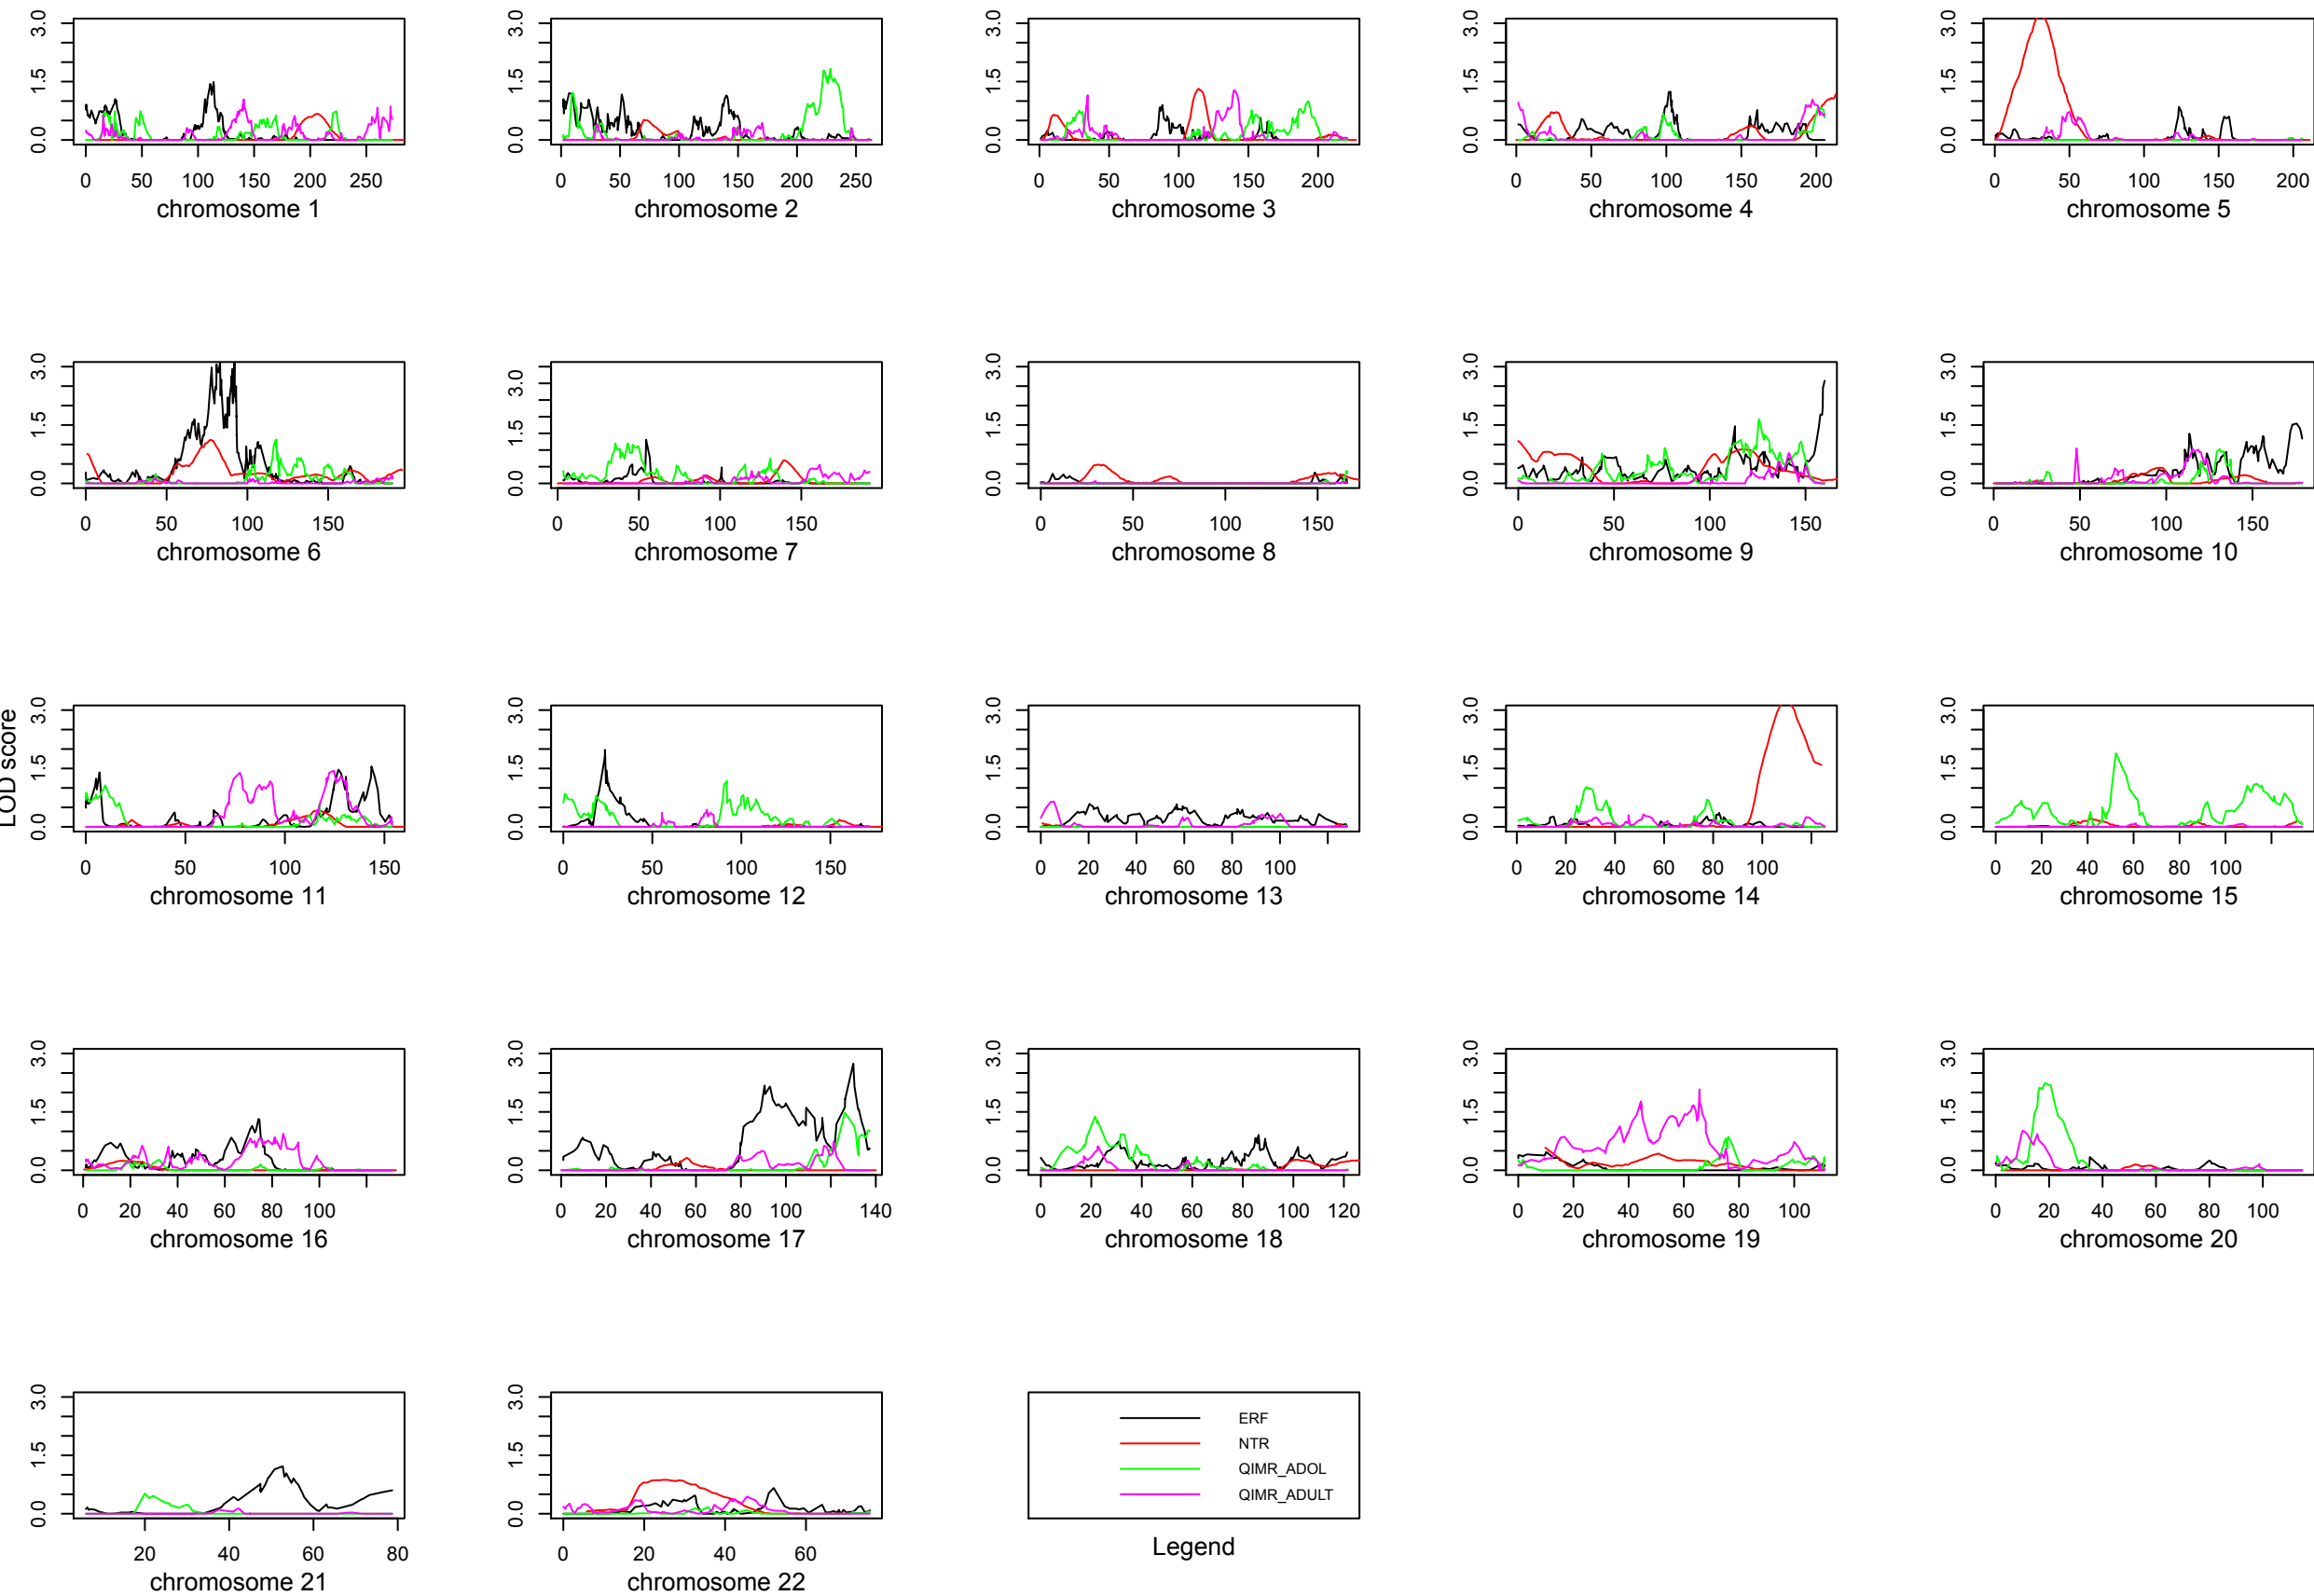 0.0 1.5 3.0
0 50 100 150 200 250
chromosome 1
0.0 1.5 3.0
0 50 100 150 200 250
chromosome 2
0.0 1.5 3.0
0 50 100 150 200
chromosome 3
0.0 1.5 3.0
0 50 100 150 200
chromosome 4
0.0 1.5 3.0
0 50 100 150 200
chromosome 5
0.0 1.5 3.0
0 50 100 150
chromosome 6
0.0 1.5 3.0
0 50 100 150
chromosome 7
0.0 1.5 3.0
0 50 100 150
chromosome 8
0.0 1.5 3.0
0 50 100 150
chromosome 9
0.0 1.5 3.0
0 50 100 150
chromosome 10
LOD score
0.0 1.5 3.0
0 50 100 150
chromosome 11
0.0 1.5 3.0
0 50 100 150
chromosome 12
0.0 1.5 3.0
0 20 40 60 80 100
chromosome 13
0.0 1.5 3.0
0 20 40 60 80 100
chromosome 14
0.0 1.5 3.0
0 20 40 60 80 100
chromosome 15
0.0 1.5 3.0
0 20 40 60 80 100
chromosome 16
0.0 1.5 3.0
0 20 40 60 80 100 140
chromosome 17
0.0 1.5 3.0
0 20 40 60 80 100 120
chromosome 18
0.0 1.5 3.0
0 20 40 60 80 100
chromosome 19
0.0 1.5 3.0
0 20 40 60 80 100
chromosome 20
0.0 1.5 3.0
20 40 60 80
chromosome 21
0.0 1.5 3.0
0 20 40 60
chromosome 22
ERF
NTR
QIMR_ADOL
QIMR_ADULT
Legend